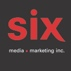 six
media + marketing inc.